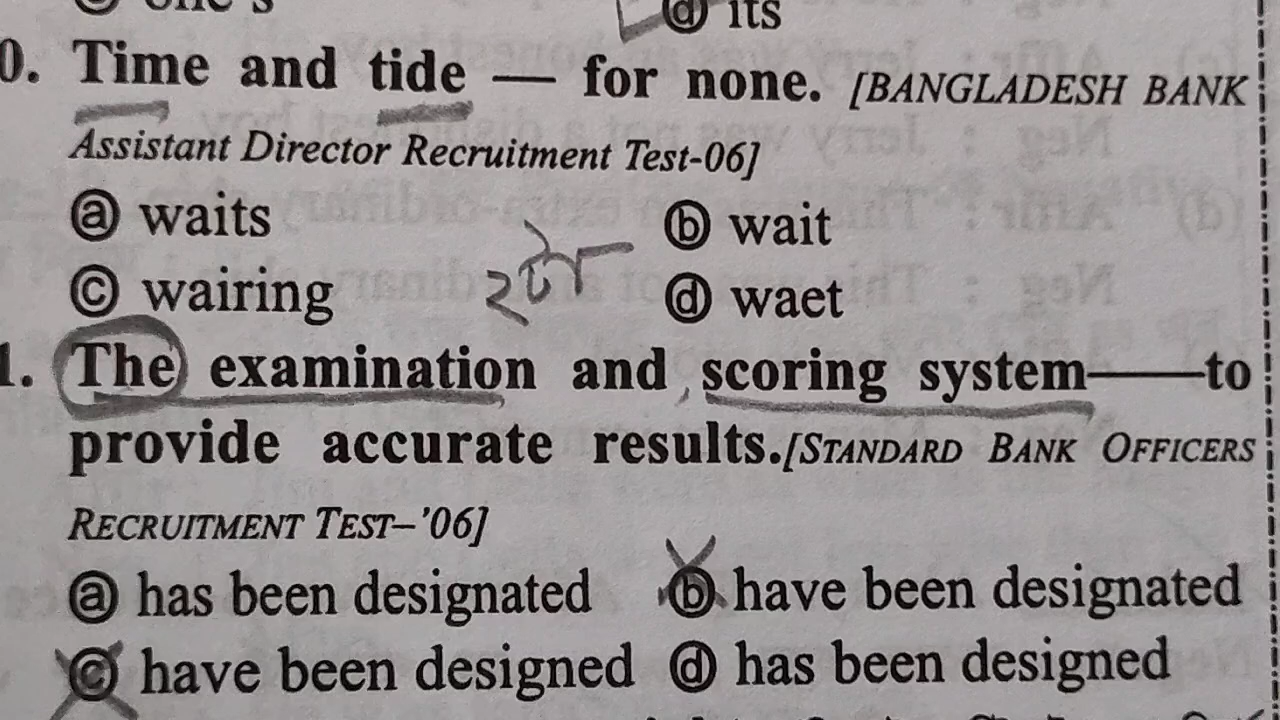 ⓓ its
0. Time and tide — for none. [BANGLADESH BANK
Assistant Director Recruitment Test-06]
ⓐ waits ⓑ wait
ⓒ wairing ⓓ waet
1. The examination and scoring system——to
provide accurate results.[STANDARD BANK OFFICERS
RECRUITMENT TEST–'06]
ⓐ has been designated ⓑ have been designated
ⓒ have been designed ⓓ has been designed